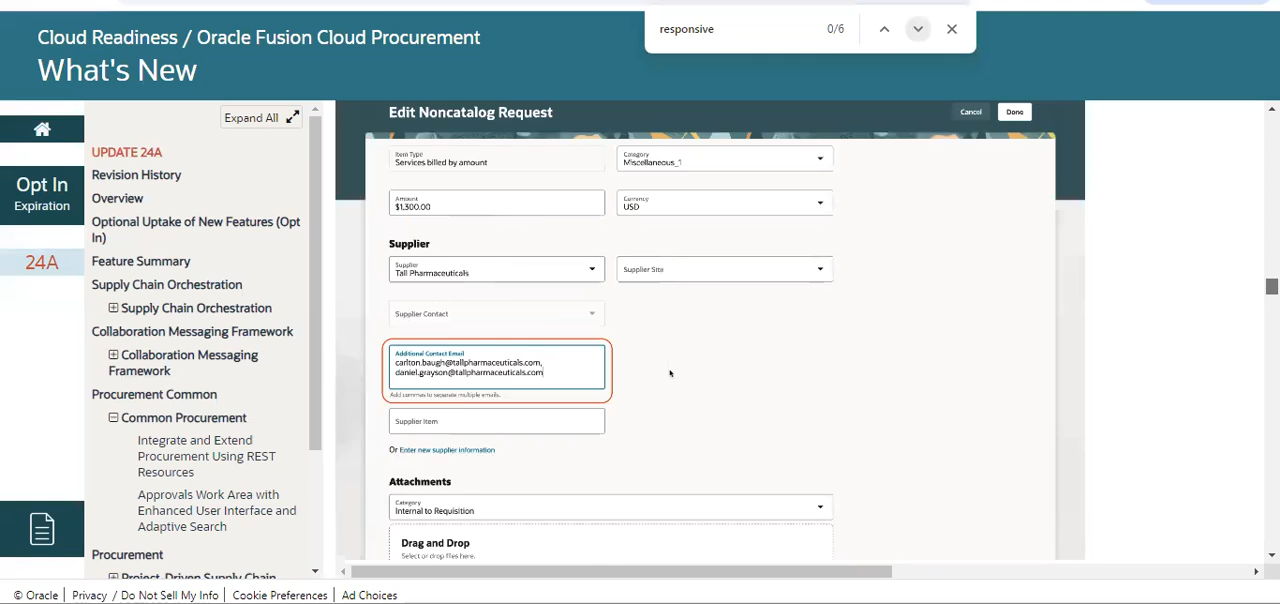 responsive
0/6
Cloud Readiness / Oracle Fusion Cloud Procurement
What's New
Opt In
Expiration
24A
Expand All
UPDATE 24A
Revision History
Overview
Optional Uptake of New Features (Opt
In)
Feature Summary
Supply Chain Orchestration
Supply Chain Orchestration
Collaboration Messaging Framework
Collaboration Messaging
Framework
Procurement Common
Common Procurement
Integrate and Extend
Procurement Using REST
Resources
Approvals Work Area with
Enhanced User Interface and
Adaptive Search
Procurement
Project-Driven Supply Chain
Edit Noncatalog Request
Cancel
Done
Item Type
Services billed by amount
Category
Miscellaneous_1
Amount
$1,300.00
Currency
USD
Supplier
Supplier
Tall Pharmaceuticals
Supplier Site
Supplier Contact
Additional Contact Email
carlton.baugh@tallpharmaceuticals.com,
daniel.grayson@tallpharmaceuticals.com
Add commas to separate multiple emails.
Supplier Item
Or Enter new supplier information
Attachments
Category
Internal to Requisition
Drag and Drop
Select or drop files here.
© Oracle | Privacy / Do Not Sell My Info | Cookie Preferences | Ad Choices